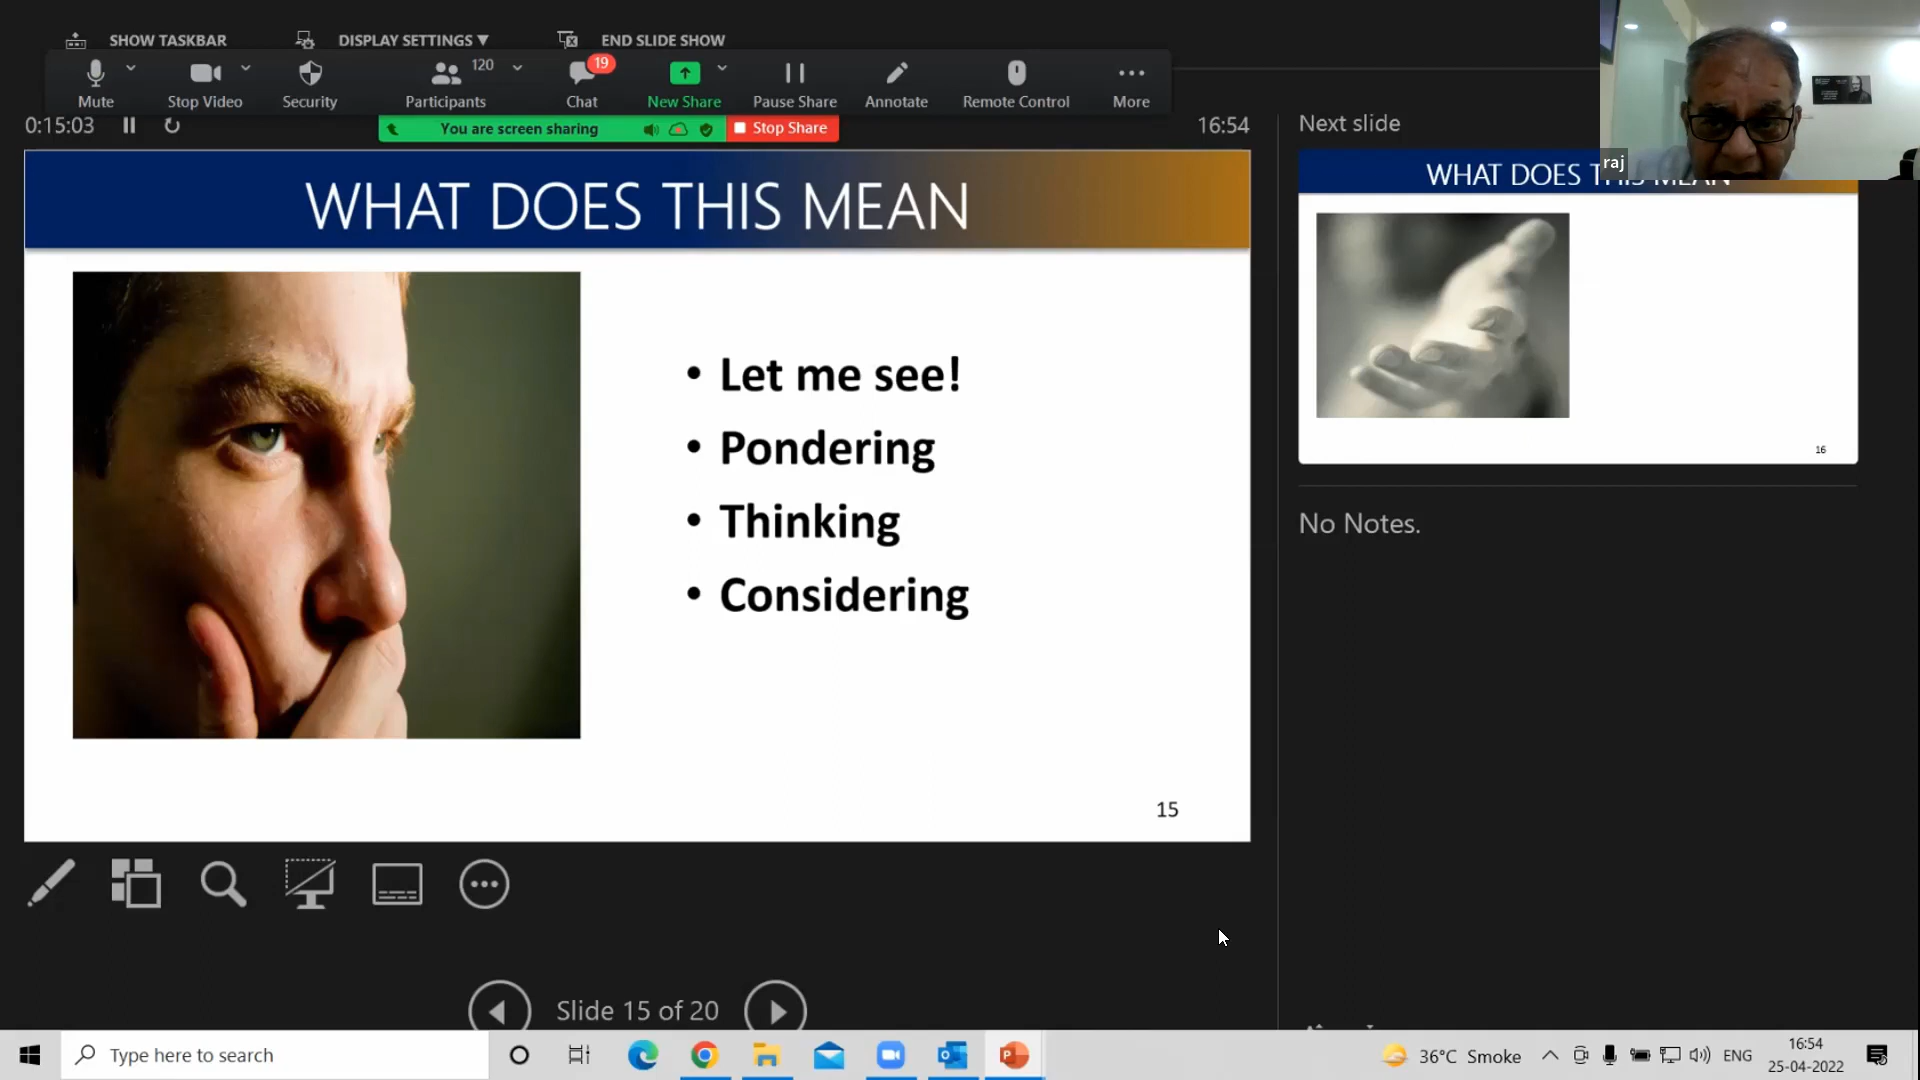 SHOW TASKBAR
DISPLAY SETTINGS ▼
END SLIDE SHOW
Mute
Stop Video
Security
120
Participants
19
Chat
New Share
Pause Share
Annotate
Remote Control
More
0:15:03
You are screen sharing
Stop Share
16:54
Next slide
raj
WHAT DOES THIS MEAN
• Let me see!
• Pondering
• Thinking
• Considering
15
WHAT DOES THIS MEAN
16
No Notes.
Slide 15 of 20
Type here to search
36°C Smoke
ENG
16:54
25-04-2022